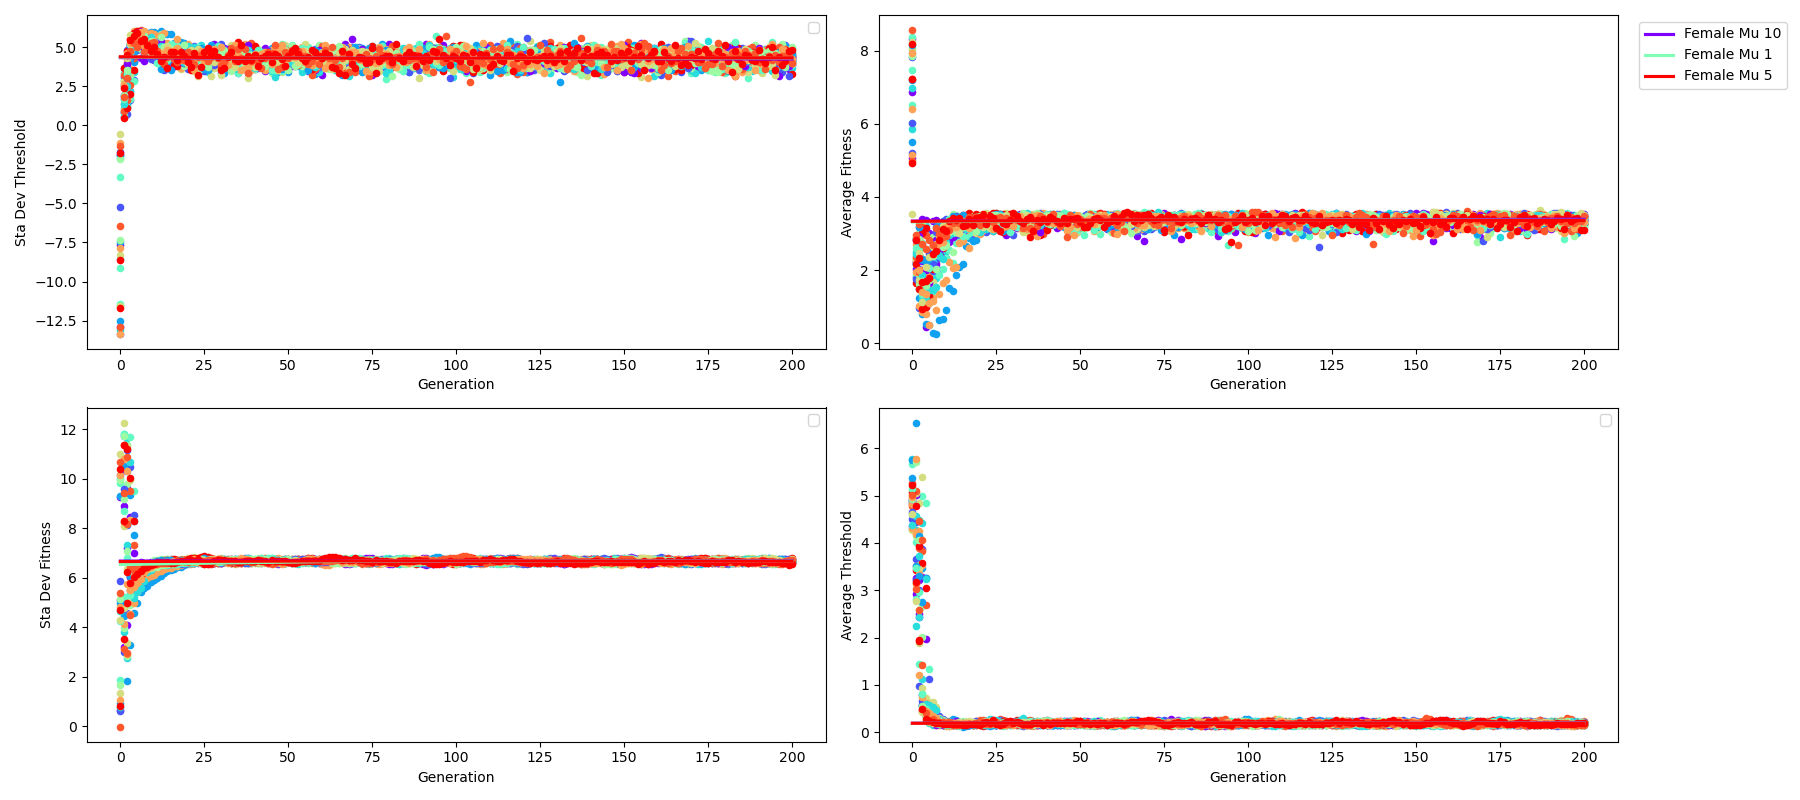 Sta Dev Threshold
5.0
2.5
0.0
−2.5
−5.0
−7.5
−10.0
−12.5
0 25 50 75 100 125 150 175 200
Generation
Average Fitness
8
6
4
2
0
0 25 50 75 100 125 150 175 200
Generation
Female Mu 10
Female Mu 1
Female Mu 5
Sta Dev Fitness
12
10
8
6
4
2
0
0 25 50 75 100 125 150 175 200
Generation
Average Threshold
6
5
4
3
2
1
0
0 25 50 75 100 125 150 175 200
Generation